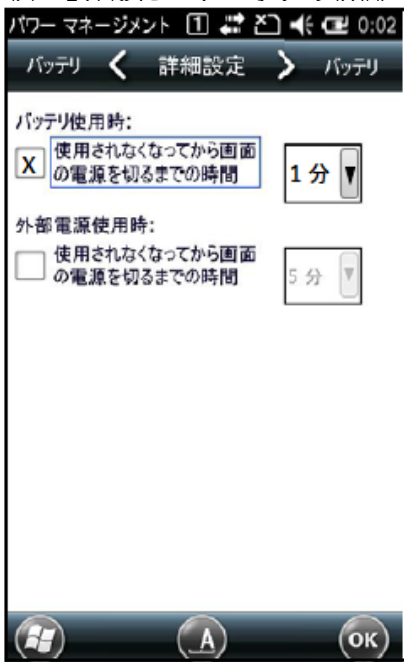 パワー マネージメント 1 0:02
バッテリ 詳細設定 バッテリ
バッテリ使用時:
X 使用されなくなってから画面
の電源を切るまでの時間
1 分
外部電源使用時:
使用されなくなってから画面
の電源を切るまでの時間
5 分
A OK